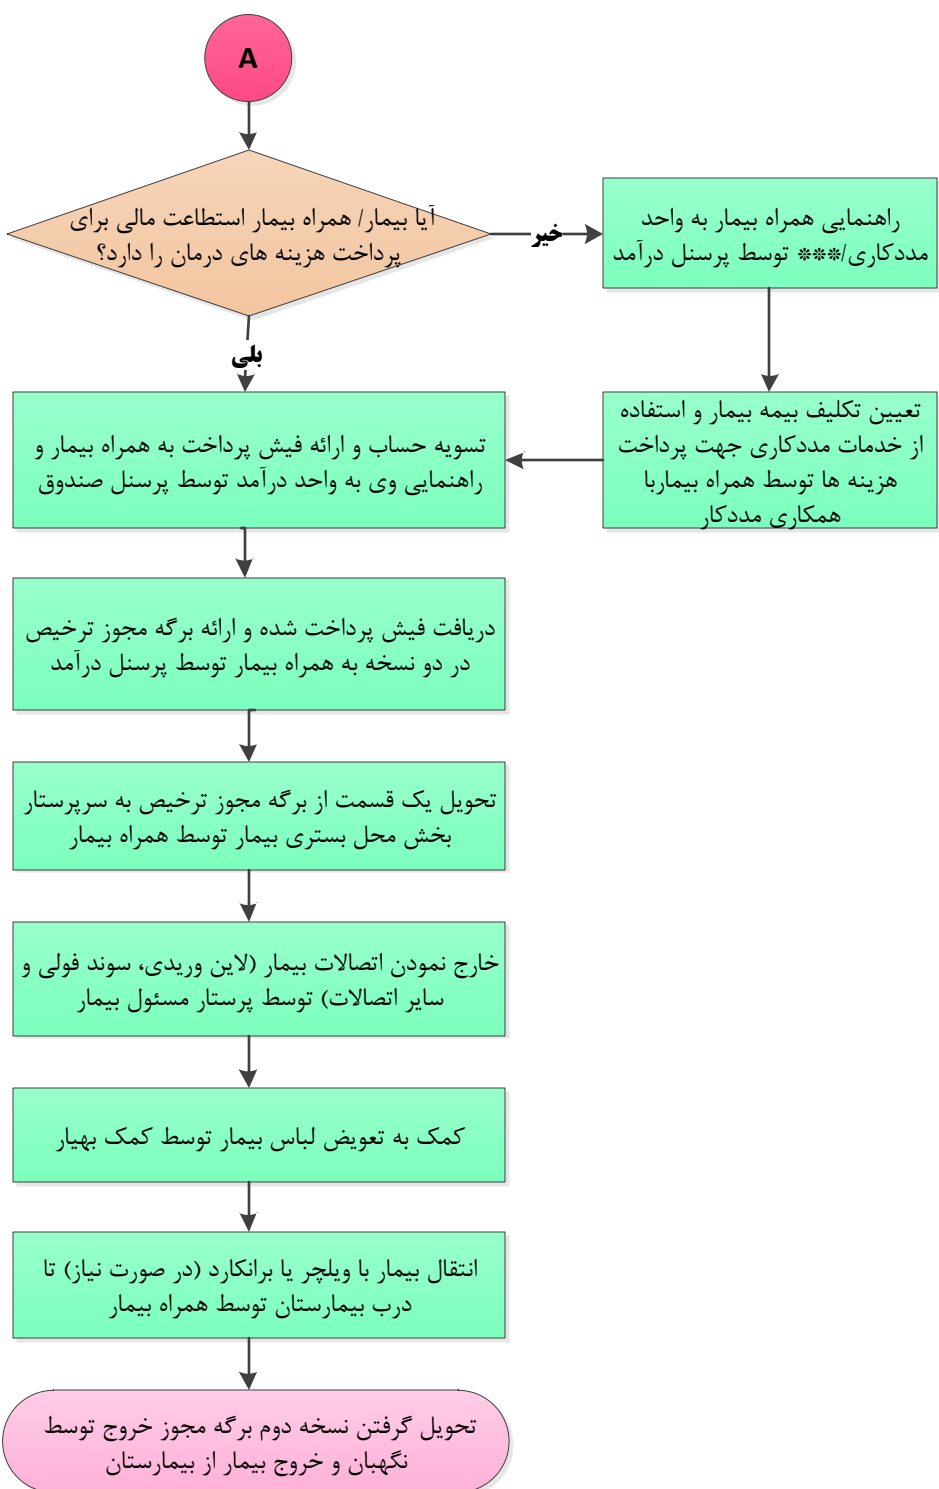 A
آیا بیمار/ همراه بیمار استطاعت مالی برای
پرداخت هزینه های درمان را دارد؟
خیر
راهنمایی همراه بیمار به واحد
مددکاری/*** توسط پرسنل درآمد
تعیین تکلیف بیمه بیمار و استفاده
از خدمات مددکاری جهت پرداخت
هزینه ها توسط همراه بیماربا
همکاری مددکار
بلی
تسویه حساب و ارائه فیش پرداخت به همراه بیمار و
راهنمایی وی به واحد درآمد توسط پرسنل صندوق
دریافت فیش پرداخت شده و ارائه برگه مجوز ترخیص
در دو نسخه به همراه بیمار توسط پرسنل درآمد
تحویل یک قسمت از برگه مجوز ترخیص به سرپرستار
بخش محل بستری بیمار توسط همراه بیمار
خارج نمودن اتصالات بیمار (لاین وریدی، سوند فولی و
سایر اتصالات) توسط پرستار مسئول بیمار
کمک به تعویض لباس بیمار توسط کمک بهیار
انتقال بیمار با ویلچر یا برانکارد (در صورت نیاز) تا
درب بیمارستان توسط همراه بیمار
تحویل گرفتن نسخه دوم برگه مجوز خروج توسط
نگهبان و خروج بیمار از بیمارستان